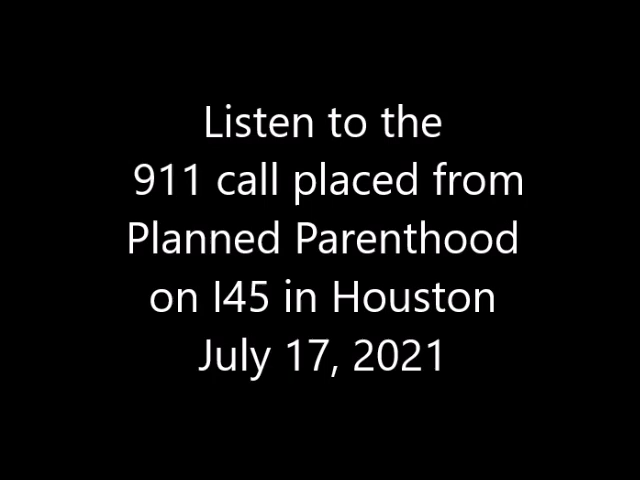 Listen to the
911 call placed from
Planned Parenthood
on I45 in Houston
July 17, 2021